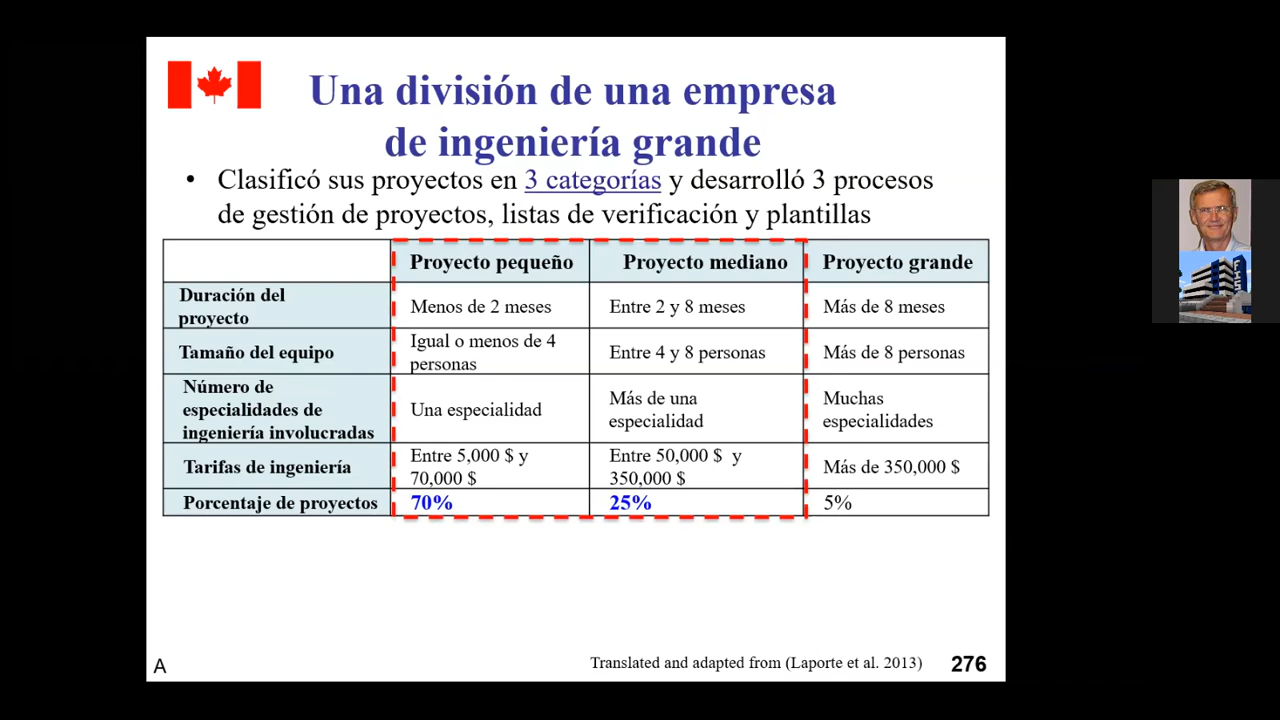 Una división de una empresa
de ingeniería grande
• Clasificó sus proyectos en 3 categorías y desarrolló 3 procesos
de gestión de proyectos, listas de verificación y plantillas
Proyecto pequeño Proyecto mediano Proyecto grande
Duración del
proyecto
Menos de 2 meses Entre 2 y 8 meses Más de 8 meses
Tamaño del equipo
Igual o menos de 4
personas
Entre 4 y 8 personas Más de 8 personas
Número de
especialidades de
ingeniería involucradas
Una especialidad
Más de una
especialidad
Muchas
especialidades
Tarifas de ingeniería
Entre 5,000 $ y
70,000 $
Entre 50,000 $ y
350,000 $
Más de 350,000 $
Porcentaje de proyectos 70% 25% 5%
A
Translated and adapted from (Laporte et al. 2013) 276